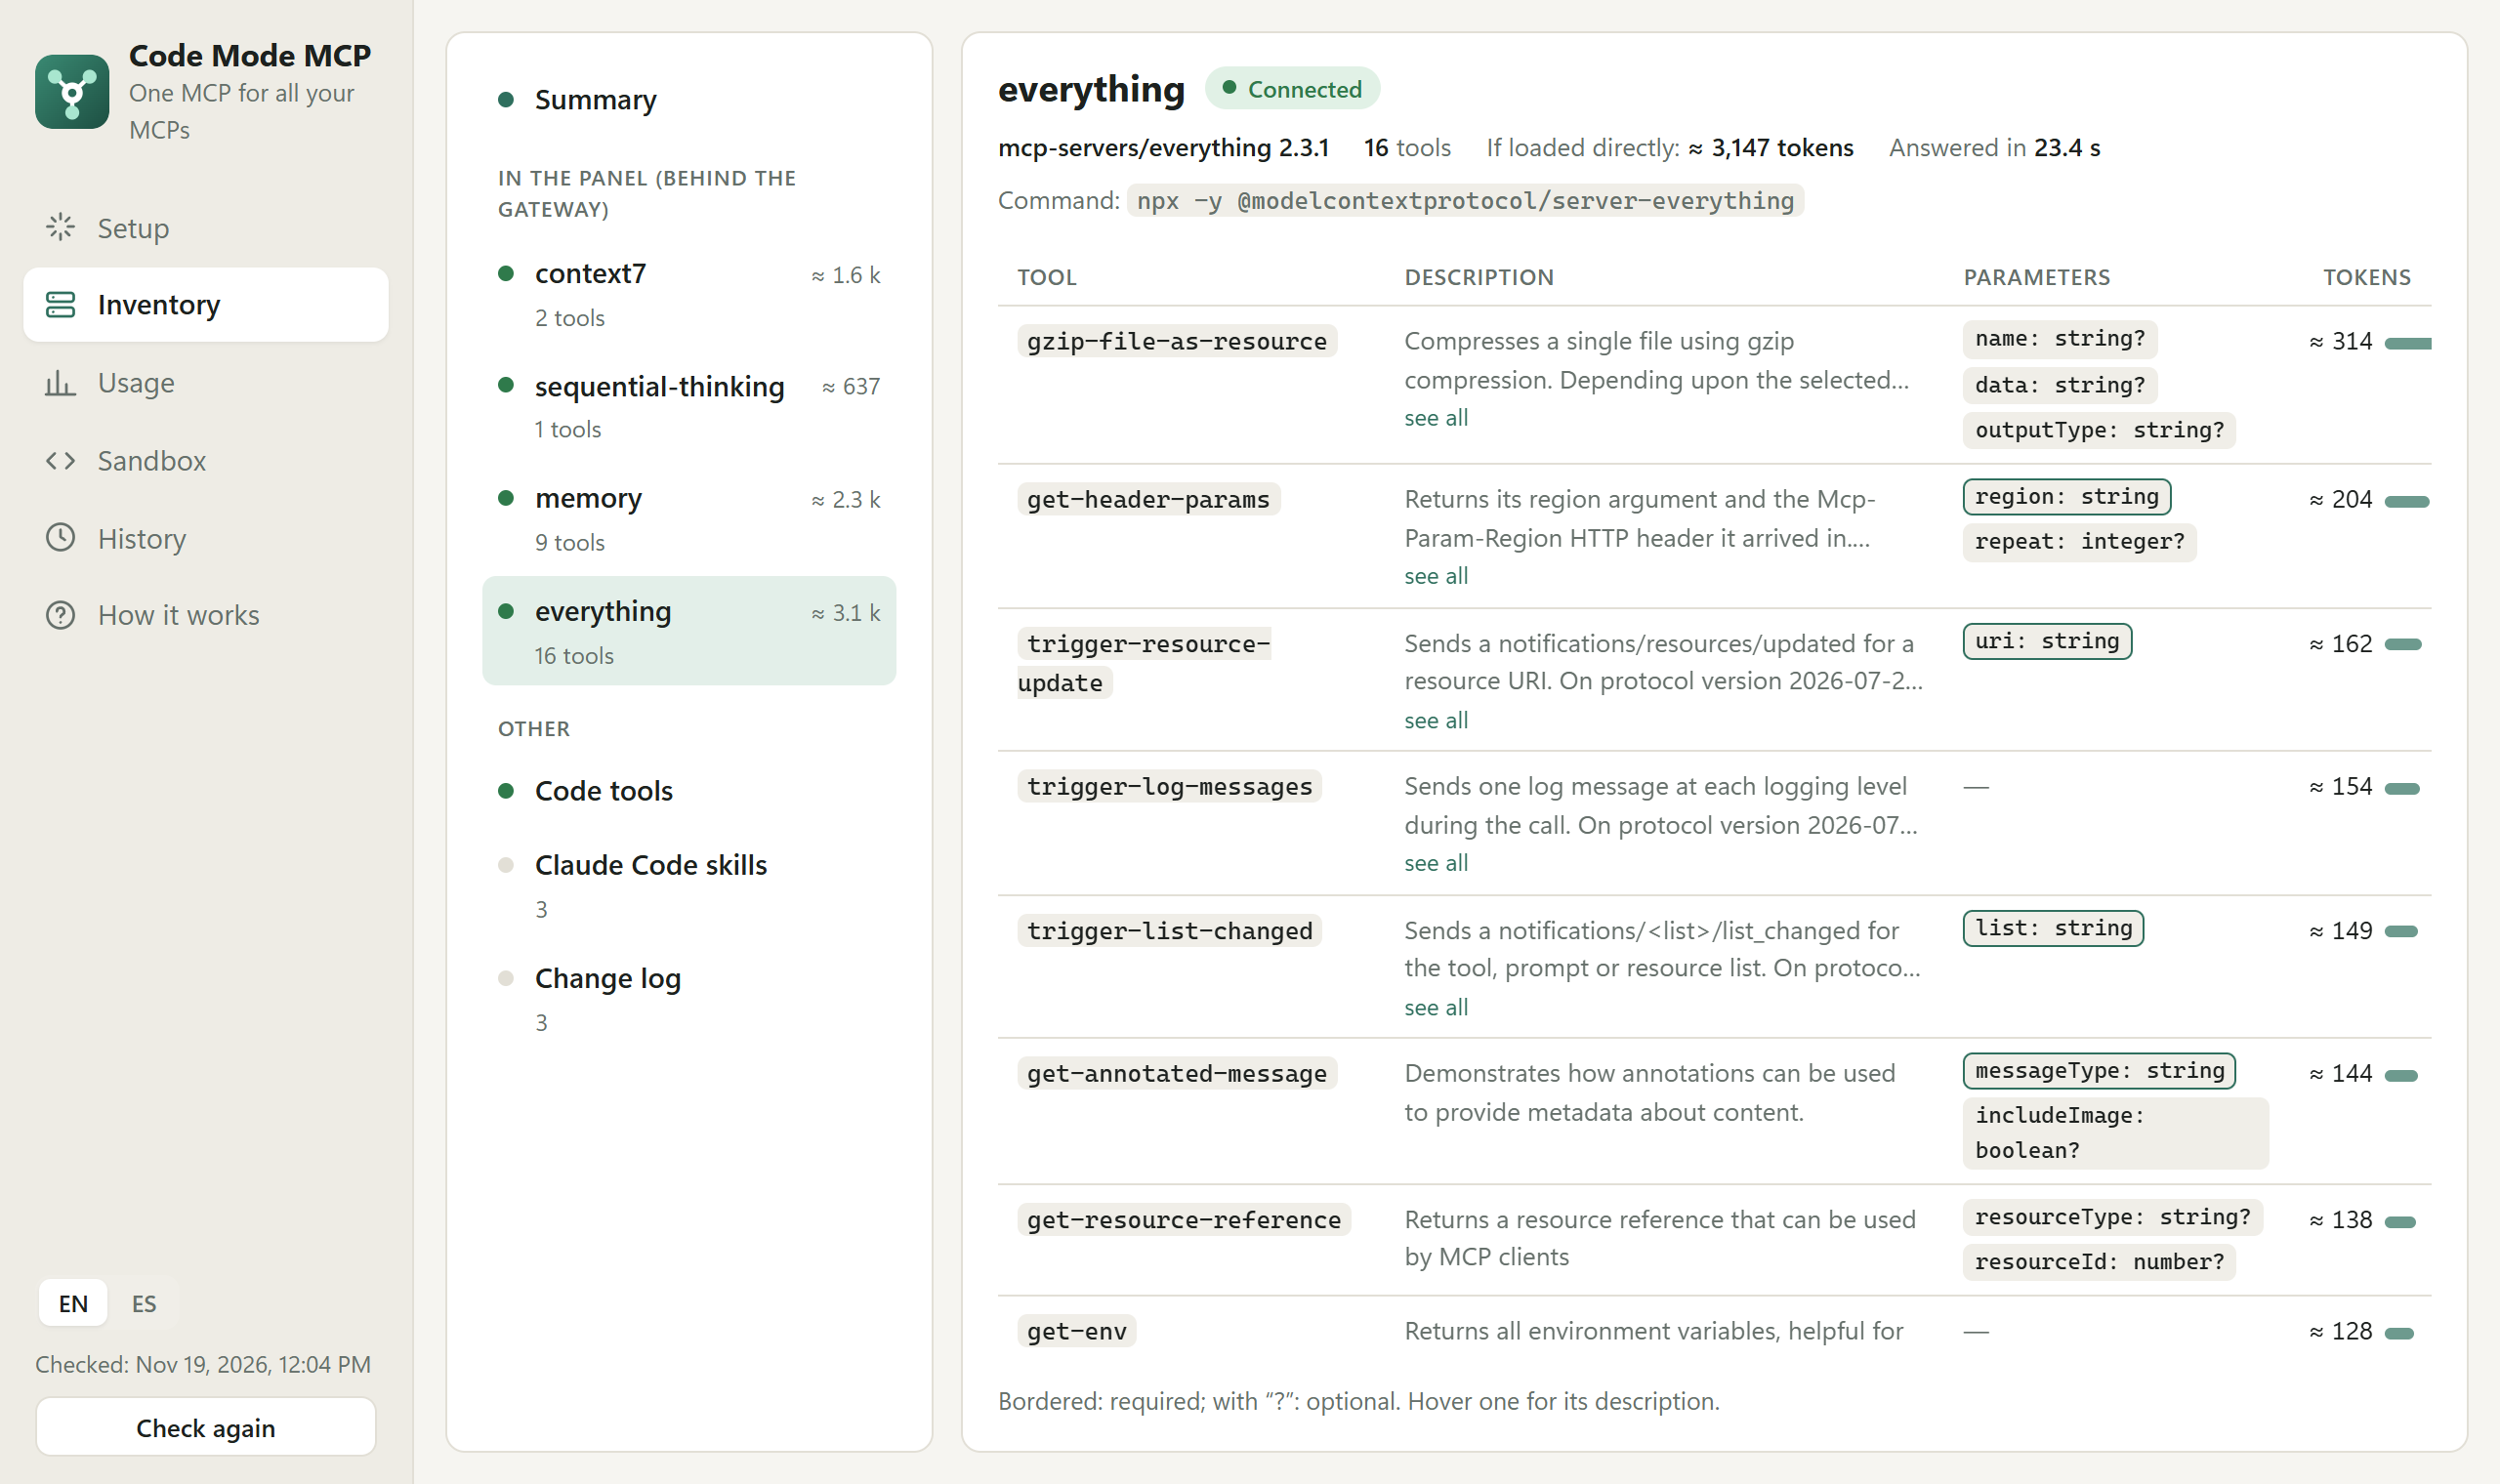 Code Mode MCP
One MCP for all your
MCPs
Setup
Inventory
Usage
Sandbox
History
How it works
EN ES
Checked: Nov 19, 2026, 12:04 PM
Check again
Summary
IN THE PANEL (BEHIND THE
GATEWAY)
context7 ≈ 1.6 k
2 tools
sequential-thinking ≈ 637
1 tools
memory ≈ 2.3 k
9 tools
everything ≈ 3.1 k
16 tools
OTHER
Code tools
Claude Code skills
3
Change log
3
everything Connected
mcp-servers/everything 2.3.1 16 tools If loaded directly: ≈ 3,147 tokens Answered in 23.4 s
Command: npx -y @modelcontextprotocol/server-everything
TOOL DESCRIPTION PARAMETERS TOKENS
gzip-file-as-resource
Compresses a single file using gzip
compression. Depending upon the selected...
see all
name: string?
data: string?
outputType: string?
≈ 314
get-header-params
Returns its region argument and the Mcp-
Param-Region HTTP header it arrived in....
see all
region: string
repeat: integer?
≈ 204
trigger-resource-
update
Sends a notifications/resources/updated for a
resource URI. On protocol version 2026-07-2...
see all
uri: string
≈ 162
trigger-log-messages
Sends one log message at each logging level
during the call. On protocol version 2026-07...
see all
—
≈ 154
trigger-list-changed
Sends a notifications/<list>/list_changed for
the tool, prompt or resource list. On protoco...
see all
list: string
≈ 149
get-annotated-message
Demonstrates how annotations can be used
to provide metadata about content.
messageType: string
includeImage:
boolean?
≈ 144
get-resource-reference
Returns a resource reference that can be used
by MCP clients
resourceType: string?
resourceId: number?
≈ 138
get-env
Returns all environment variables, helpful for
—
≈ 128
Bordered: required; with “?”: optional. Hover one for its description.